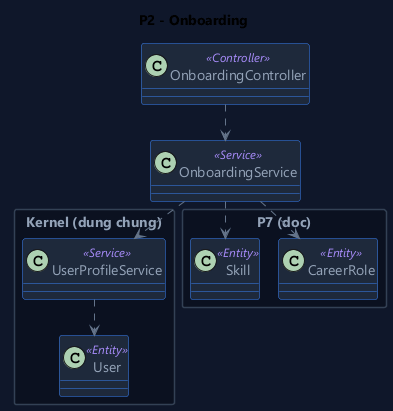 P2 - Onboarding
C
«Controller»
OnboardingController
C
«Service»
OnboardingService
Kernel (dung chung)
P7 (doc)
C
«Service»
UserProfileService
C
«Entity»
Skill
C
«Entity»
CareerRole
C
«Entity»
User